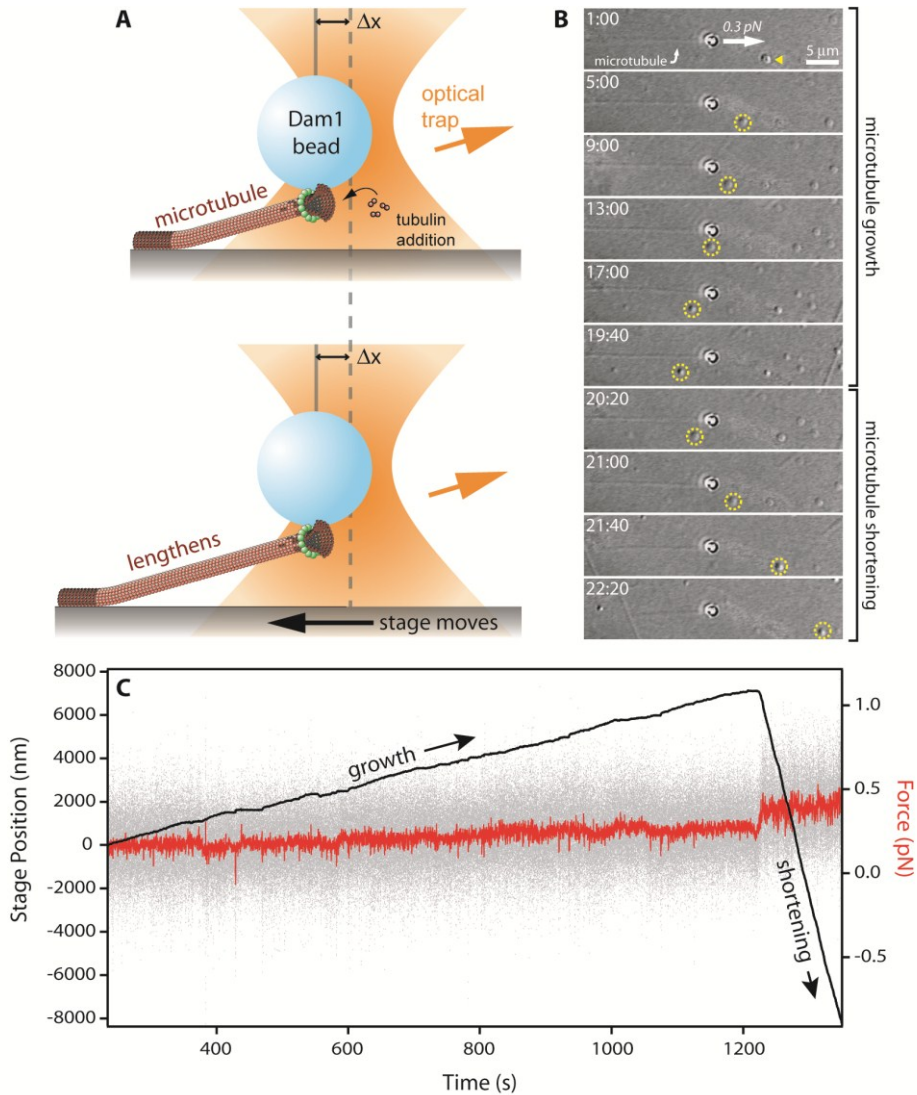 A
Δx
Dam1
bead
optical
trap
microtubule
tubulin
addition
Δx
lengthens
stage moves
B
1:00
0.3 pN
microtubule
5 μm
5:00
9:00
13:00
17:00
19:40
microtubule growth
20:20
21:00
21:40
22:20
microtubule shortening
C
Stage Position (nm)
8000
6000
4000
2000
0
-2000
-4000
-6000
-8000
growth
shortening
1.0
0.5
0.0
-0.5
Force (pN)
400
600
800
1000
1200
Time (s)